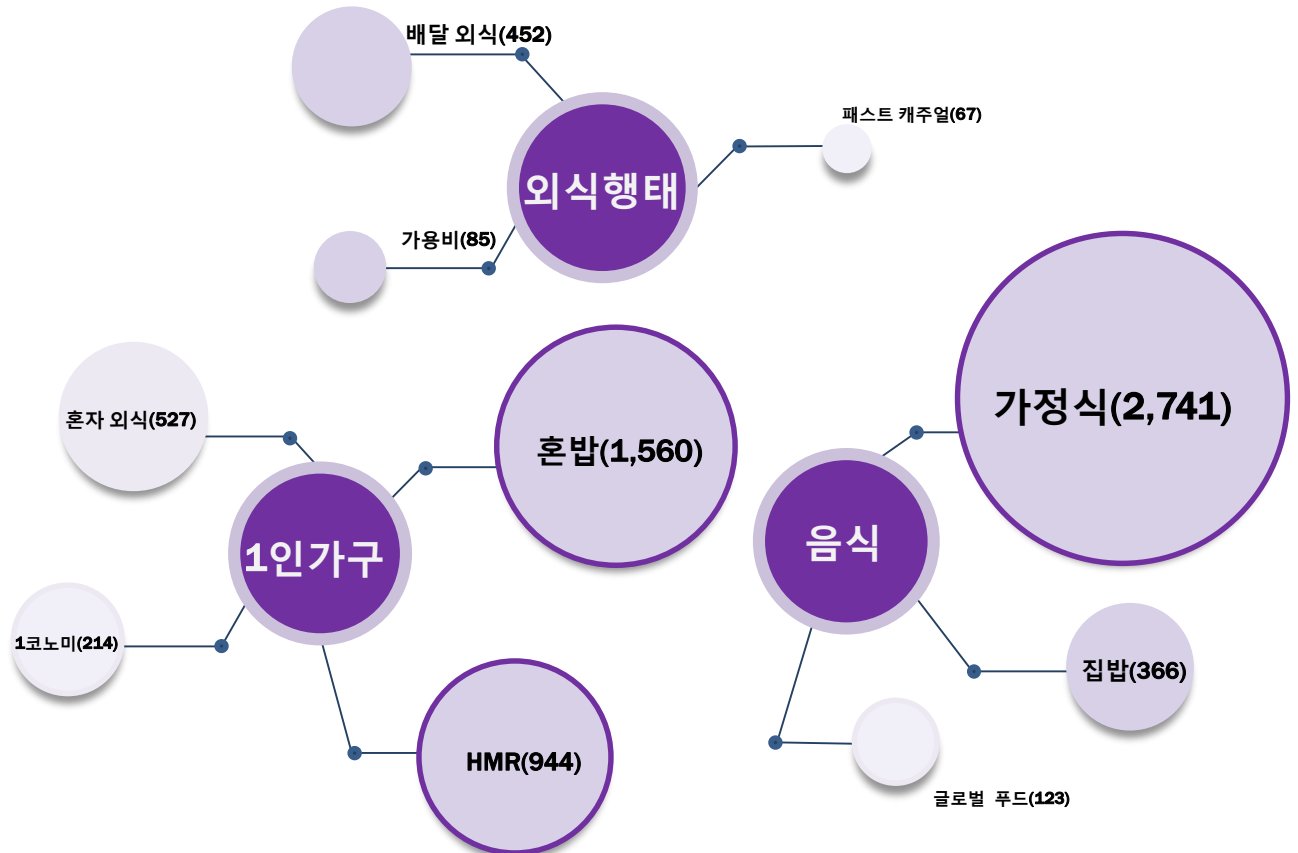 배달 외식(452)
패스트 캐주얼(67)
외식행태
가용비(85)
가정식(2,741)
혼자 외식(527)
혼밥(1,560)
음식
1인가구
1코노미(214)
집밥(366)
HMR(944)
글로벌 푸드(123)